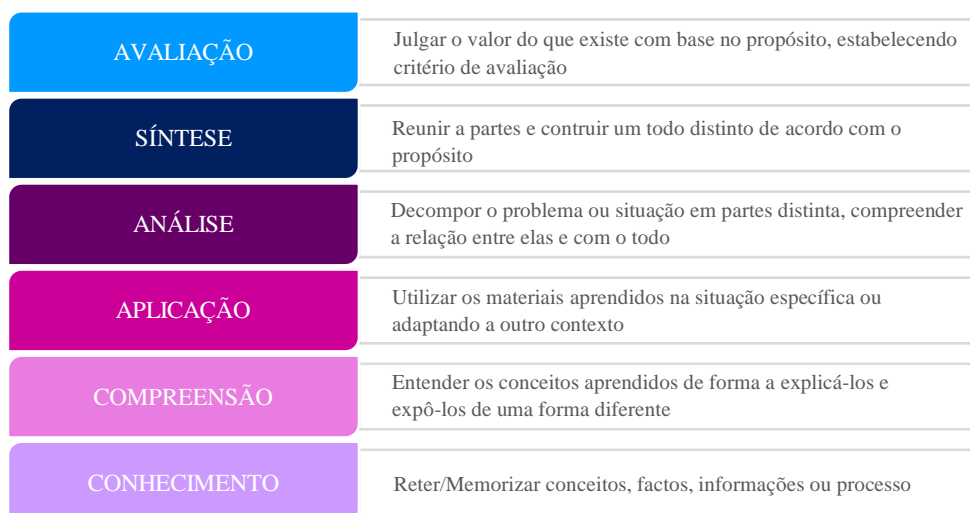 AVALIAÇÃO
Julgar o valor do que existe com base no propósito, estabelecendo
critério de avaliação
SÍNTESE
Reunir a partes e contruir um todo distinto de acordo com o
propósito
ANÁLISE
Decompor o problema ou situação em partes distinta, compreender
a relação entre elas e com o todo
APLICAÇÃO
Utilizar os materiais aprendidos na situação específica ou
adaptando a outro contexto
COMPREENSÃO
Entender os conceitos aprendidos de forma a explicá-los e
expô-los de uma forma diferente
CONHECIMENTO
Reter/Memorizar conceitos, factos, informações ou processo